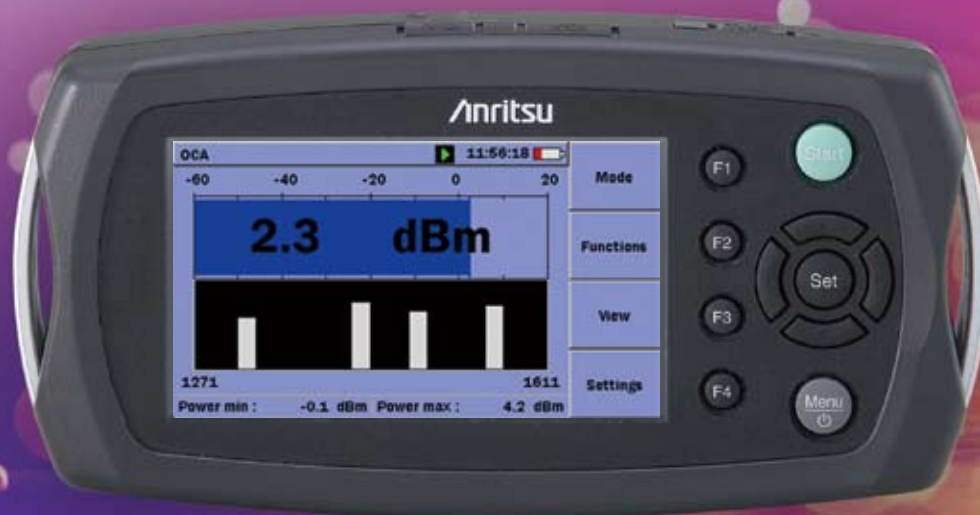 Anritsu
OCA 11:56:18
-60 -40 -20 0 20
2.3 dBm
1271 1611
Power min : -0.1 dBm Power max : 4.2 dBm
Mode
Functions
View
Settings
F1
F2
F3
F4
Start
Set
Menu